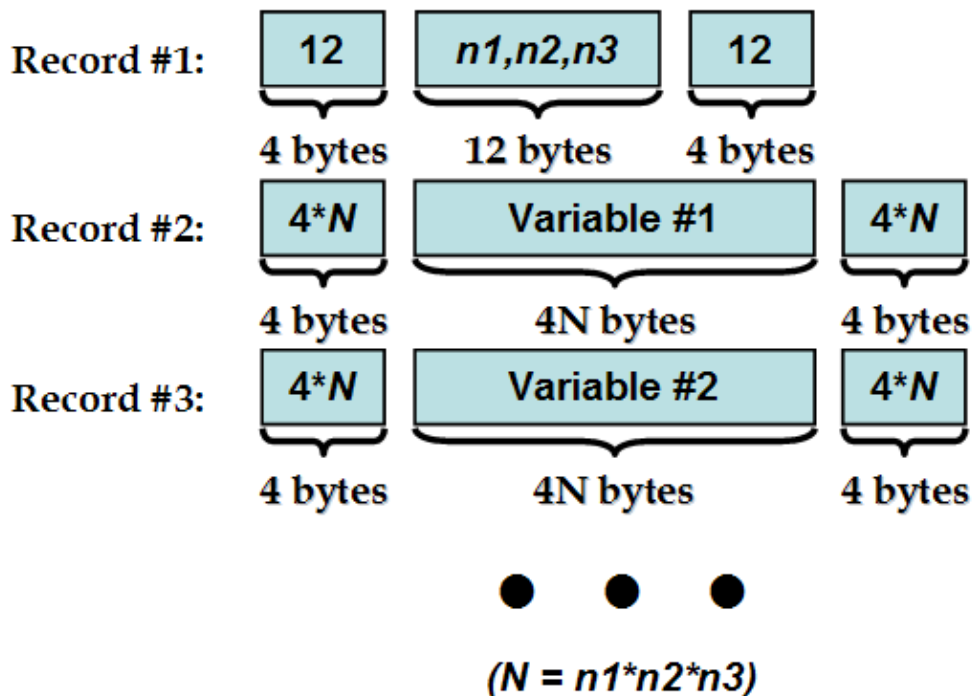 Record #1: 12 n1,n2,n3 12
4 bytes 12 bytes 4 bytes
Record #2: 4*N Variable #1 4*N
4 bytes 4N bytes 4 bytes
Record #3: 4*N Variable #2 4*N
4 bytes 4N bytes 4 bytes
(N = n1*n2*n3)